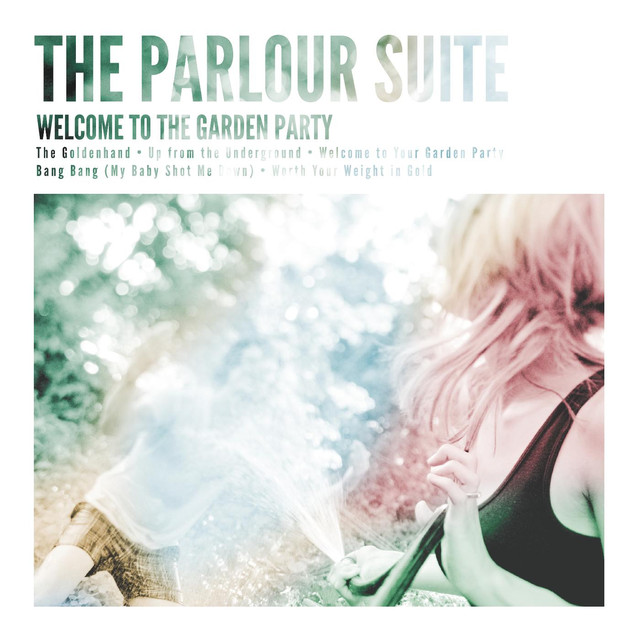 THE PARLOUR SUITE
WELCOME TO THE GARDEN PARTY
The Goldenhand • Up from the Underground • Welcome to Your Garden Party
Bang Bang (My Baby Shot Me Down) • Worth Your Weight in Gold